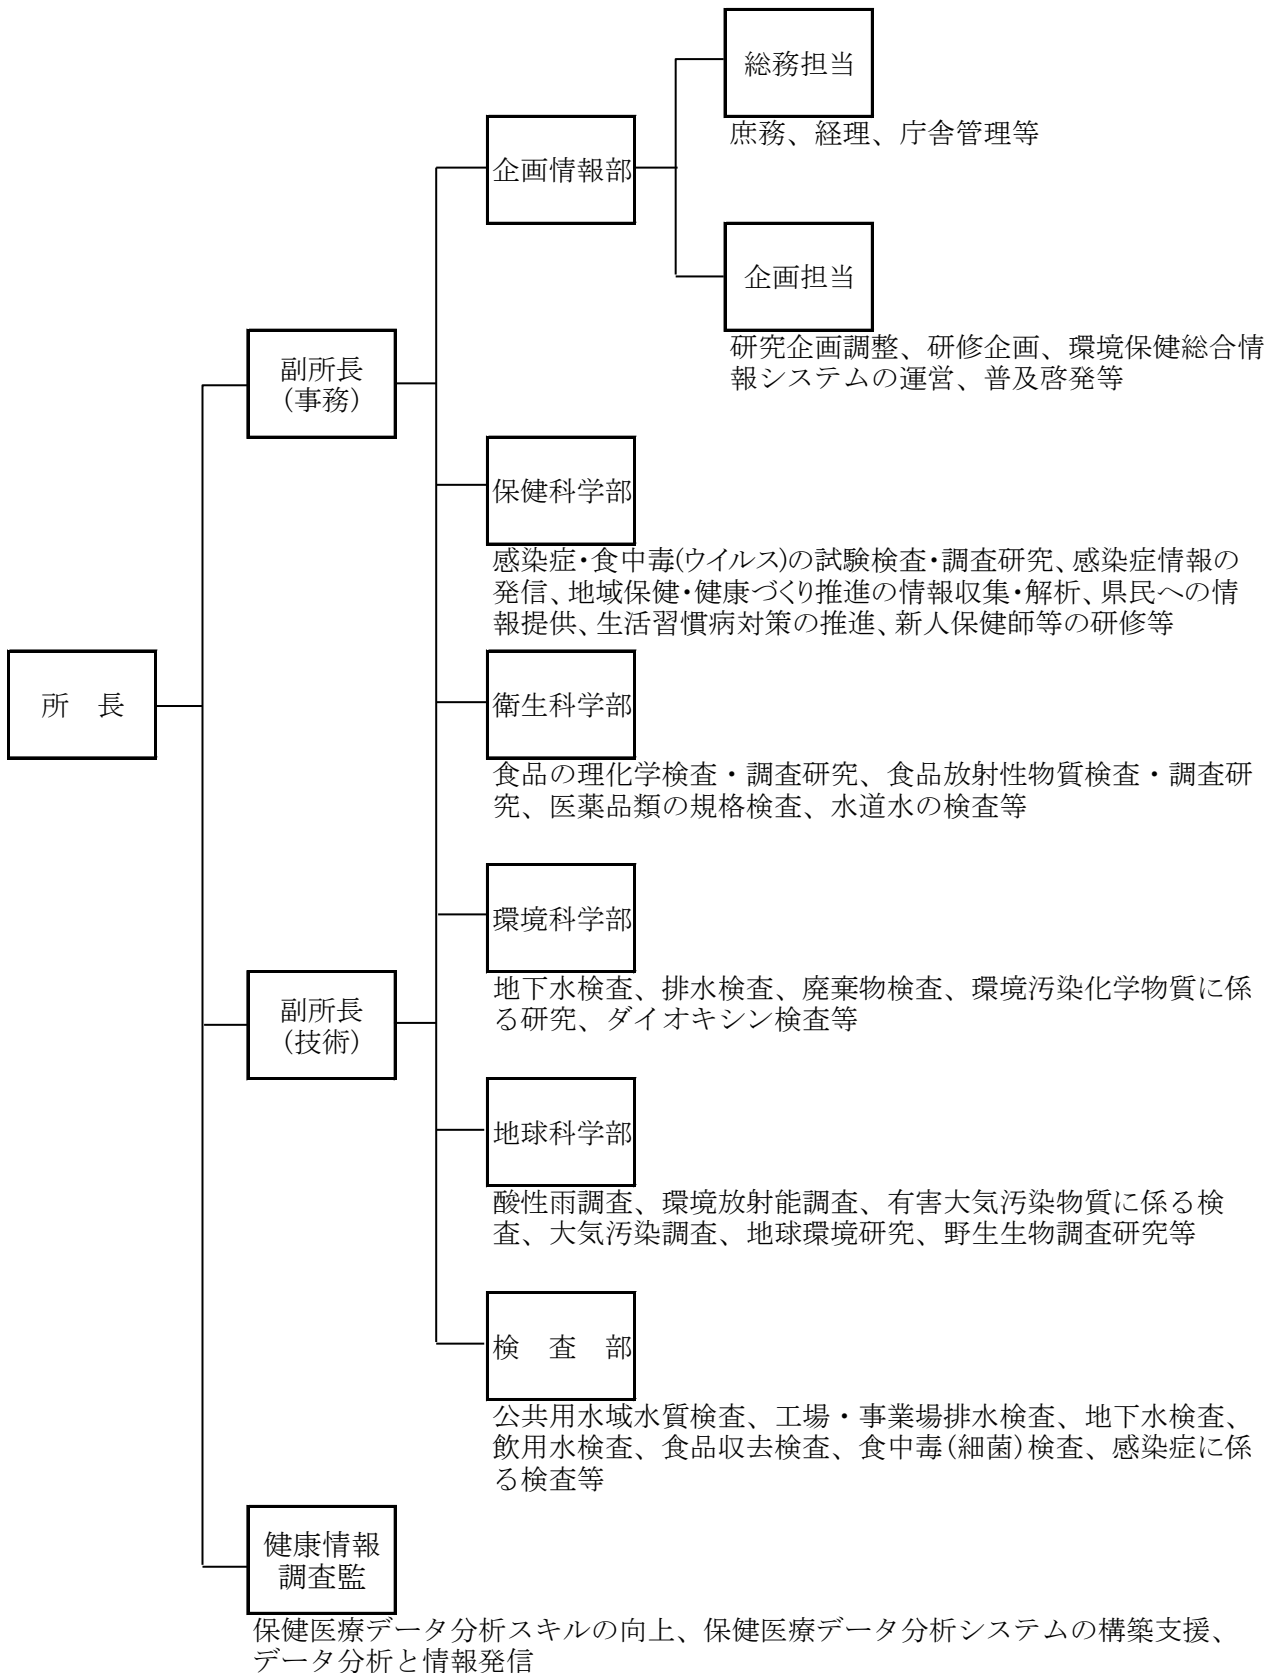 総務担当
庶務、経理、庁舎管理等
企画情報部
企画担当
研究企画調整、研修企画、環境保健総合情
報システムの運営、普及啓発等
副所長
（事務）
保健科学部
感染症・食中毒(ウイルス)の試験検査・調査研究、感染症情報の
発信、地域保健・健康づくり推進の情報収集・解析、県民への情
報提供、生活習慣病対策の推進、新人保健師等の研修等
所　長
衛生科学部
食品の理化学検査・調査研究、食品放射性物質検査・調査研
究、医薬品類の規格検査、水道水の検査等
環境科学部
地下水検査、排水検査、廃棄物検査、環境汚染化学物質に係
る研究、ダイオキシン検査等
副所長
（技術）
地球科学部
酸性雨調査、環境放射能調査、有害大気汚染物質に係る検
査、大気汚染調査、地球環境研究、野生生物調査研究等
検　査　部
公共用水域水質検査、工場・事業場排水検査、地下水検査、
飲用水検査、食品収去検査、食中毒（細菌）検査、感染症に係
る検査等
健康情報
調査監
保健医療データ分析スキルの向上、保健医療データ分析システムの構築支援、
データ分析と情報発信